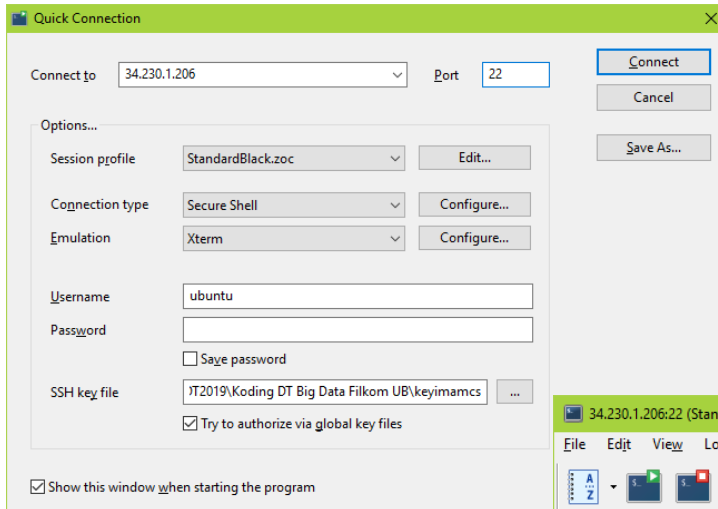 Quick Connection
Connect to 34.230.1.206 Port 22
Connect
Cancel
Save As...
Options...
Session profile StandardBlack.zoc Edit...
Connection type Secure Shell Configure...
Emulation Xterm Configure...
Username ubuntu
Password
Save password
SSH key file DT2019\Koding DT Big Data Filkom UB\keyimamcs ...
Try to authorize via global key files
Show this window when starting the program
34.230.1.206:22 (Stan
File Edit View Lo
A
Z